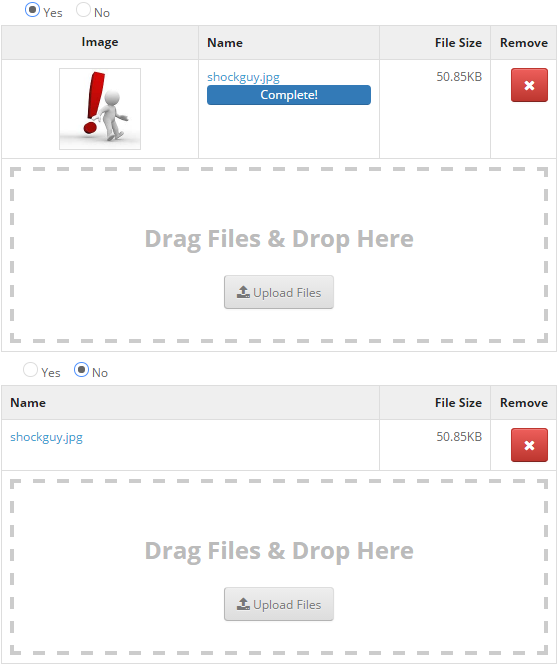 Yes No
Image Name File Size Remove
shockguy.jpg 50.85KB
Complete!
Drag Files & Drop Here
Upload Files
Yes No
Name File Size Remove
shockguy.jpg 50.85KB
Drag Files & Drop Here
Upload Files